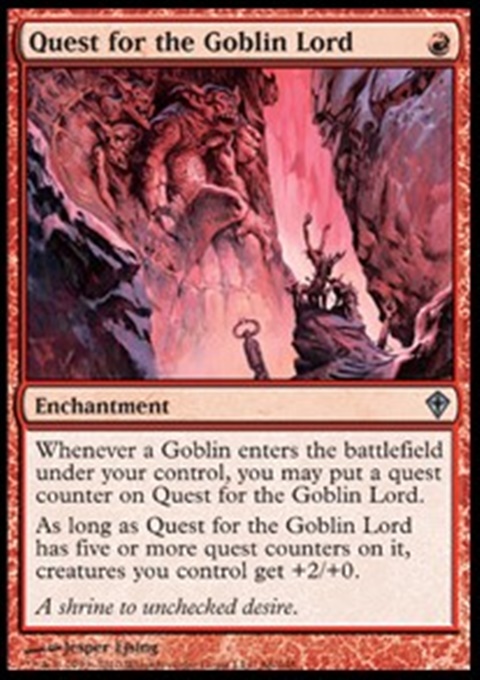 Quest for the Goblin Lord
Enchantment
Whenever a Goblin enters the battlefield
under your control, you may put a quest
counter on Quest for the Goblin Lord.
As long as Quest for the Goblin Lord
has five or more quest counters on it,
creatures you control get +2/+0.
A shrine to unchecked desire.
Jesper Ejsing